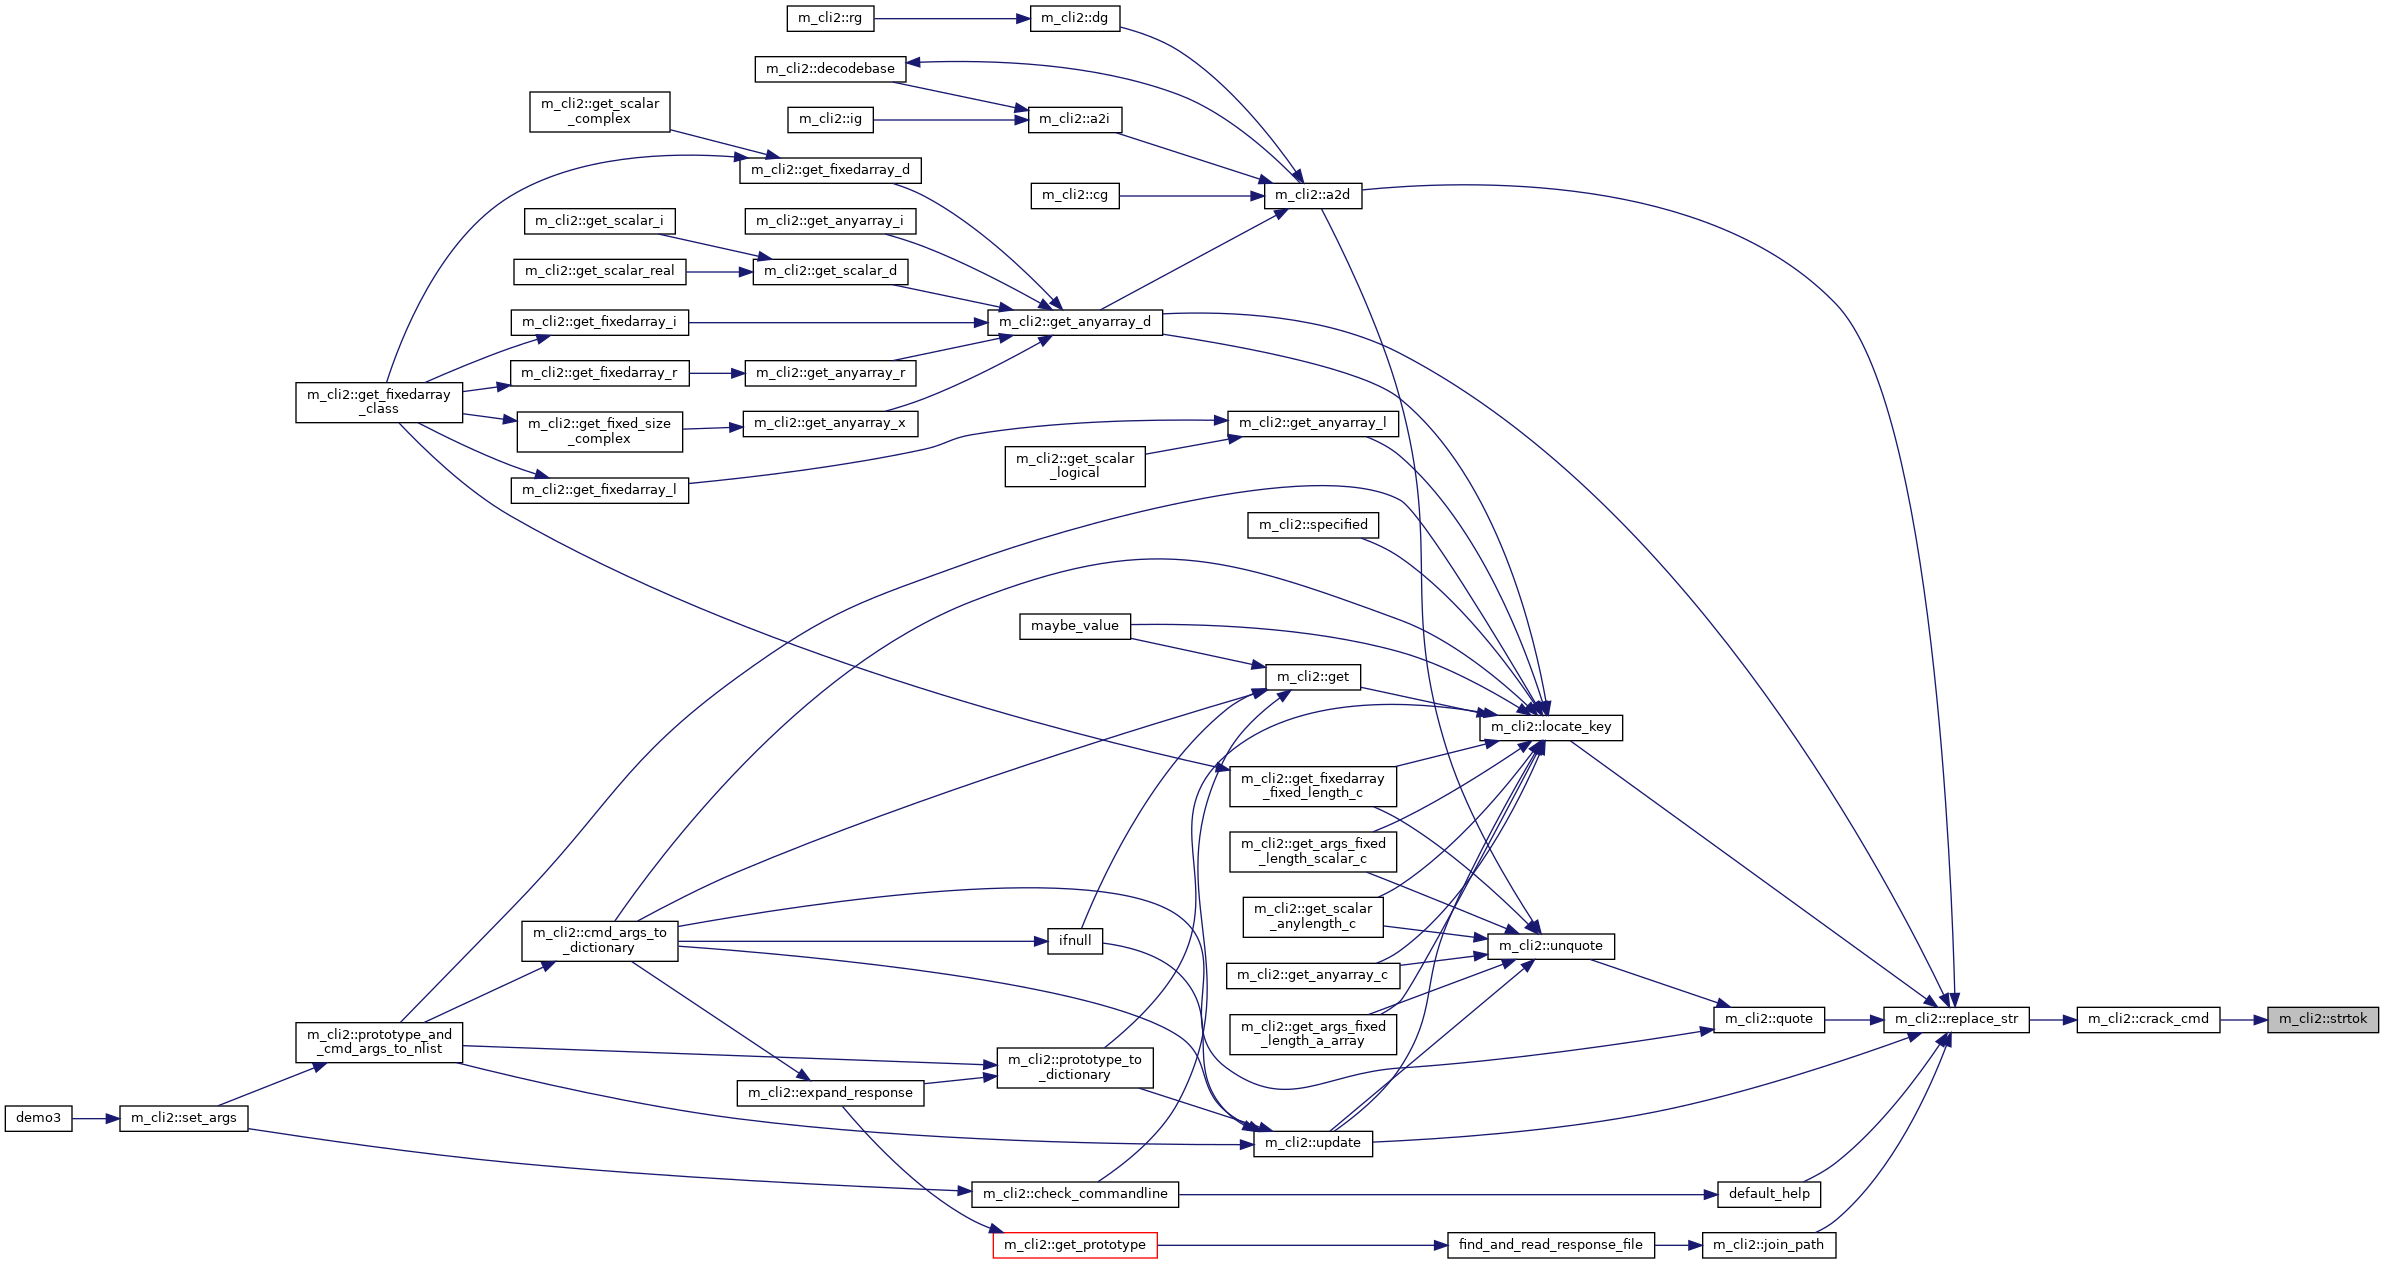 m_cli2::rg
m_cli2::dg
m_cli2::decodebase
m_cli2::get_scalar
_complex
m_cli2::ig
m_cli2::a2i
m_cli2::get_fixedarray_d
m_cli2::cg
m_cli2::a2d
m_cli2::get_scalar_i
m_cli2::get_anyarray_i
m_cli2::get_scalar_real
m_cli2::get_scalar_d
m_cli2::get_fixedarray_i
m_cli2::get_anyarray_d
m_cli2::get_fixedarray_r
m_cli2::get_anyarray_r
m_cli2::get_fixedarray
_class
m_cli2::get_fixed_size
_complex
m_cli2::get_anyarray_x
m_cli2::get_anyarray_l
m_cli2::get_scalar
_logical
m_cli2::get_fixedarray_l
m_cli2::specified
maybe_value
m_cli2::get
m_cli2::locate_key
m_cli2::get_fixedarray
_fixed_length_c
m_cli2::get_args_fixed
_length_scalar_c
m_cli2::get_scalar
_anylength_c
m_cli2::cmd_args_to
_dictionary
ifnull
m_cli2::unquote
m_cli2::get_anyarray_c
m_cli2::quote
m_cli2::replace_str
m_cli2::crack_cmd
m_cli2::strtok
m_cli2::get_args_fixed
_length_a_array
m_cli2::prototype_and
_cmd_args_to_nlist
m_cli2::prototype_to
_dictionary
m_cli2::expand_response
demo3
m_cli2::set_args
m_cli2::update
m_cli2::check_commandline
default_help
m_cli2::get_prototype
find_and_read_response_file
m_cli2::join_path